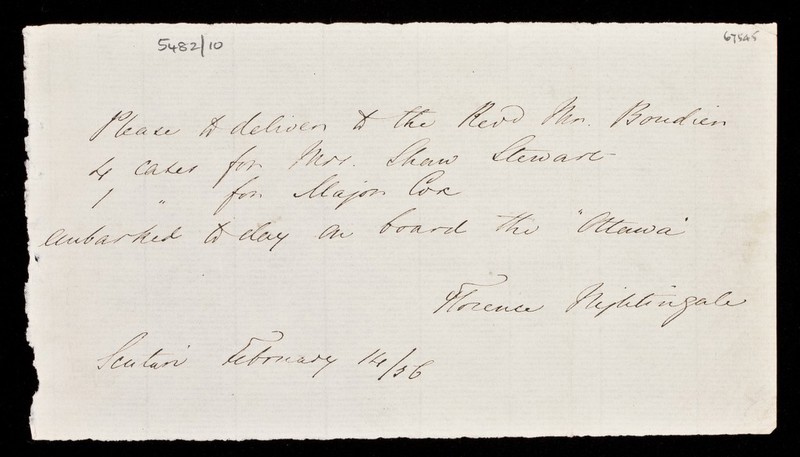 5482/10
67545
Please to deliver to the Revd Mr. Boudier
4 cases for Mrs. Shaw Stewart
1 " for Major Cox
embarked to day on board the "Ottawa"
Florence Nightingale
Scutari February 14/56